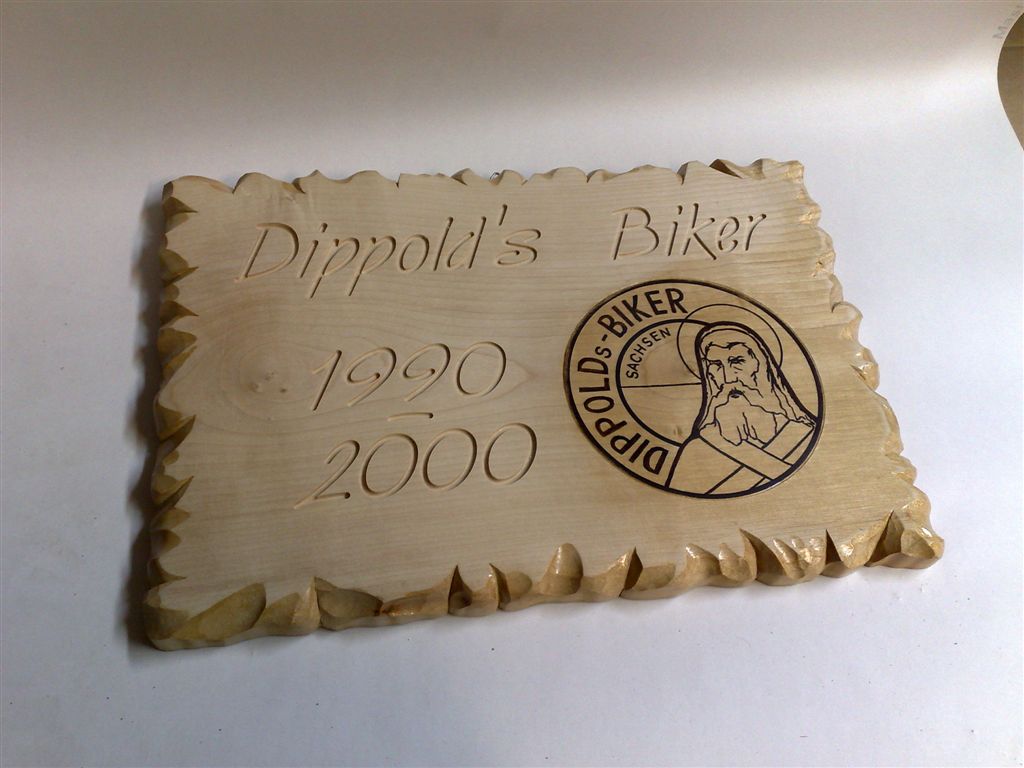 Dippold's Biker
1990
-
2000
DIPPOLDs-BIKER
SACHSEN